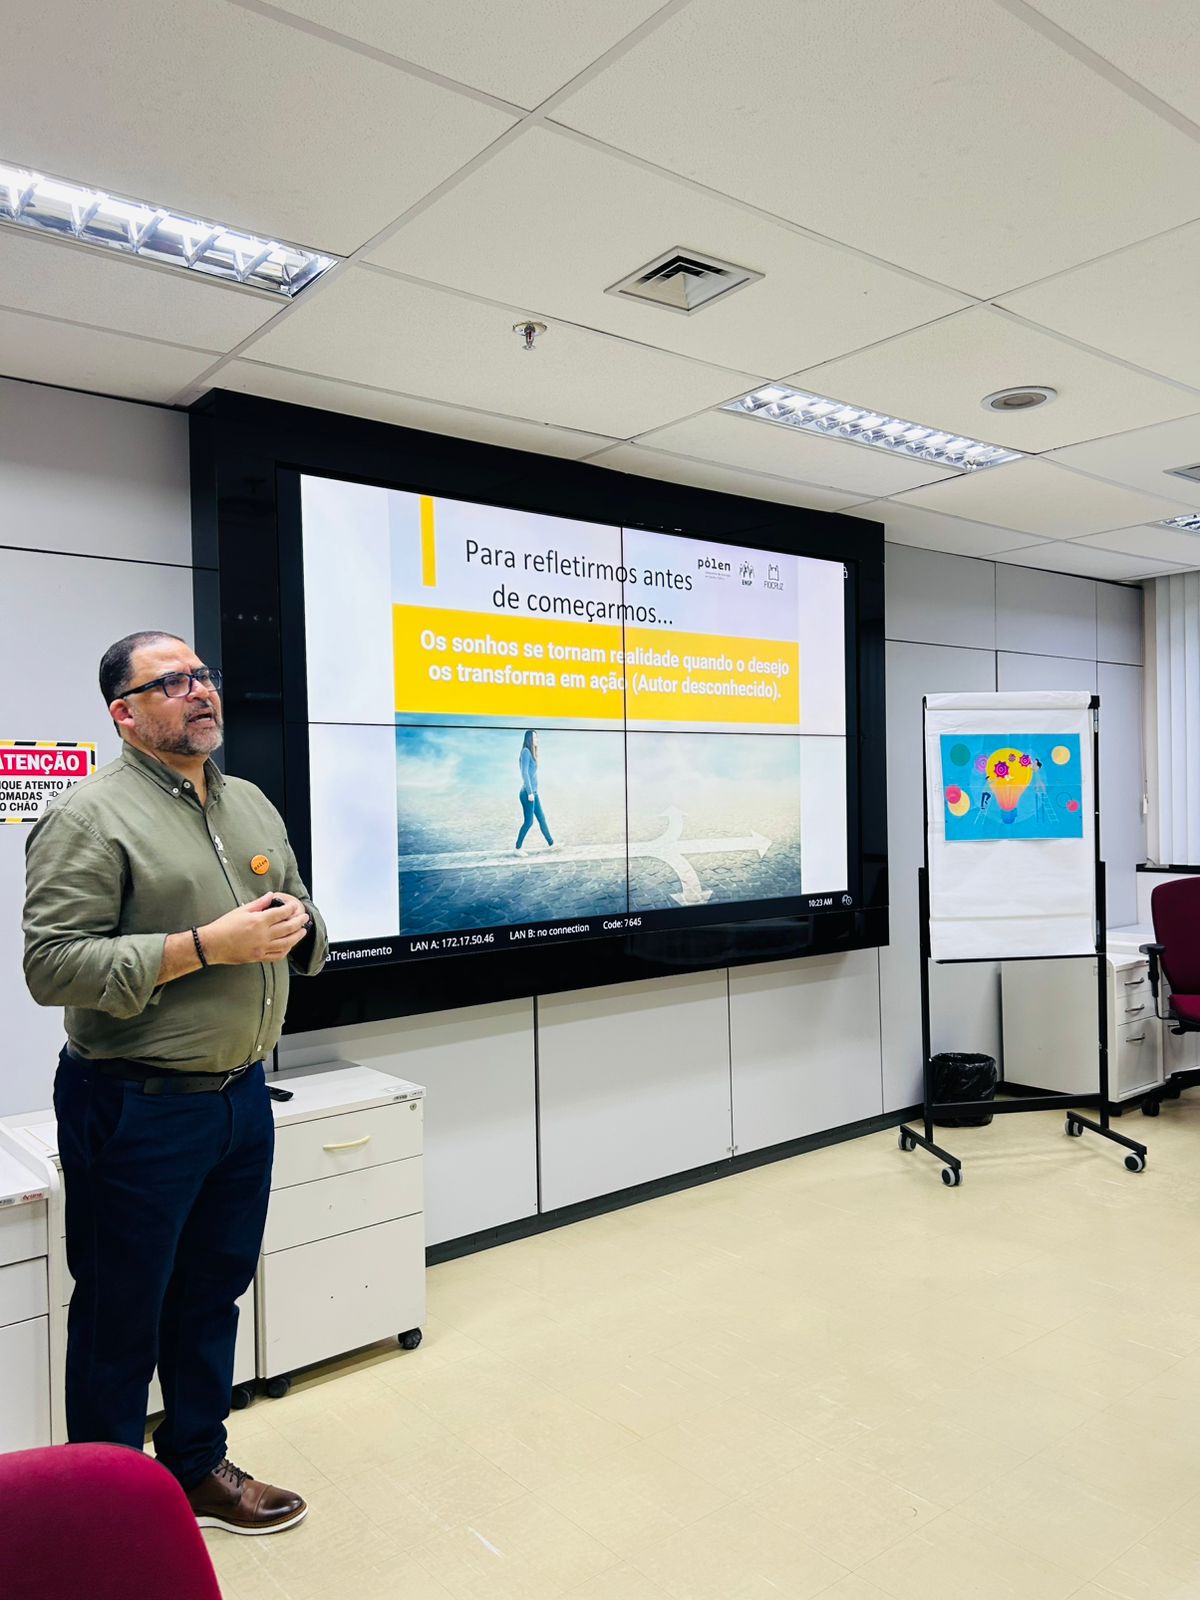 Para refletirmos antes
de começarmos...
pólen
ENSP
FIOCRUZ
Os sonhos se tornam realidade quando o desejo
os transforma em ação (Autor desconhecido).
ATENÇÃO
QUE ATENTO ÀS
OMADAS
O CHÃO
aTreinamento
LAN A: 172.17.50.46
LAN B: no connection
Code: 7645
10:23 AM